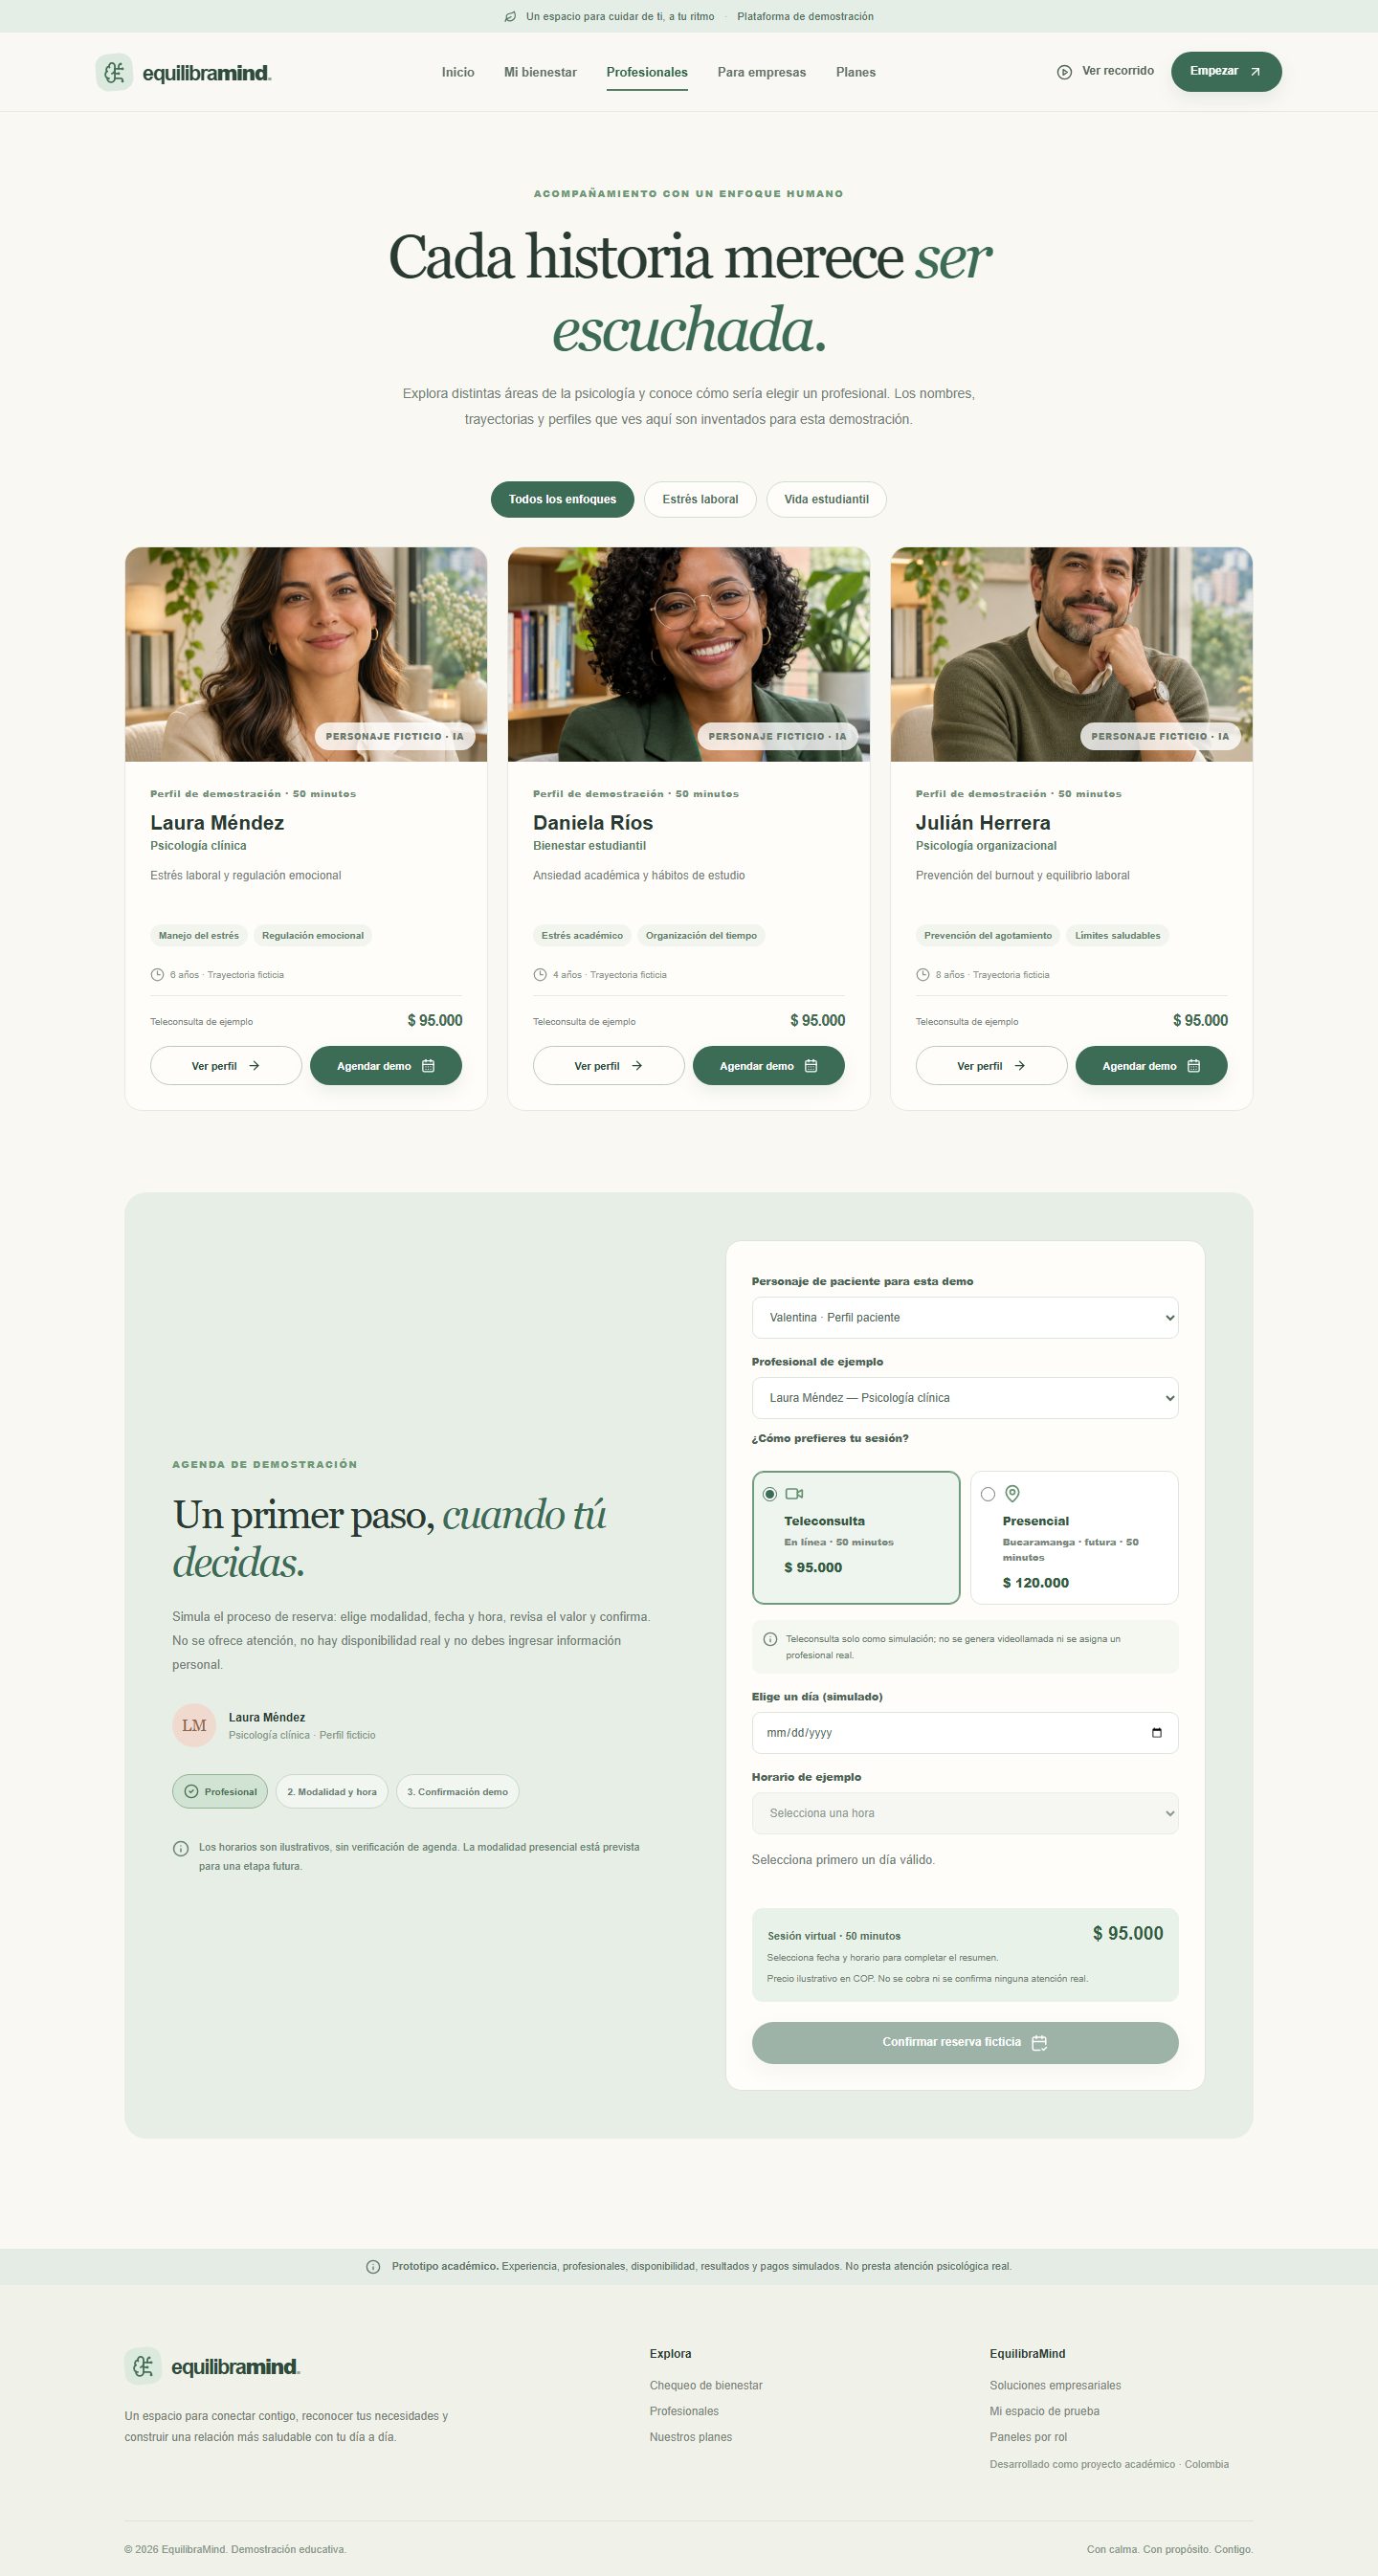 Un espacio para cuidar de ti, a tu ritmo · Plataforma de demostración
equilibramind.
Inicio
Mi bienestar
Profesionales
Para empresas
Planes
Ver recorrido
Empezar
ACOMPAÑAMIENTO CON UN ENFOQUE HUMANO
Cada historia merece ser
escuchada.
Explora distintas áreas de la psicología y conoce cómo sería elegir un profesional. Los nombres,
trayectorias y perfiles que ves aquí son inventados para esta demostración.
Todos los enfoques
Estrés laboral
Vida estudiantil
PERSONAJE FICTICIO · IA
Perfil de demostración · 50 minutos
Laura Méndez
Psicología clínica
Estrés laboral y regulación emocional
Manejo del estrés
Regulación emocional
6 años · Trayectoria ficticia
Teleconsulta de ejemplo
$ 95.000
Ver perfil
Agendar demo
PERSONAJE FICTICIO · IA
Perfil de demostración · 50 minutos
Daniela Ríos
Bienestar estudiantil
Ansiedad académica y hábitos de estudio
Estrés académico
Organización del tiempo
4 años · Trayectoria ficticia
Teleconsulta de ejemplo
$ 95.000
Ver perfil
Agendar demo
PERSONAJE FICTICIO · IA
Perfil de demostración · 50 minutos
Julián Herrera
Psicología organizacional
Prevención del burnout y equilibrio laboral
Prevención del agotamiento
Límites saludables
8 años · Trayectoria ficticia
Teleconsulta de ejemplo
$ 95.000
Ver perfil
Agendar demo
AGENDA DE DEMOSTRACIÓN
Un primer paso, cuando tú
decidas.
Simula el proceso de reserva: elige modalidad, fecha y hora, revisa el valor y confirma.
No se ofrece atención, no hay disponibilidad real y no debes ingresar información
personal.
LM
Laura Méndez
Psicología clínica · Perfil ficticio
Profesional
2. Modalidad y hora
3. Confirmación demo
Los horarios son ilustrativos, sin verificación de agenda. La modalidad presencial está prevista
para una etapa futura.
Personaje de paciente para esta demo
Valentina · Perfil paciente
Profesional de ejemplo
Laura Méndez — Psicología clínica
¿Cómo prefieres tu sesión?
Teleconsulta
En línea · 50 minutos
$ 95.000
Presencial
Bucaramanga · futura · 50
minutos
$ 120.000
Teleconsulta solo como simulación; no se genera videollamada ni se asigna un
profesional real.
Elige un día (simulado)
mm/dd/yyyy
Horario de ejemplo
Selecciona una hora
Selecciona primero un día válido.
Sesión virtual · 50 minutos
$ 95.000
Selecciona fecha y horario para completar el resumen.
Precio ilustrativo en COP. No se cobra ni se confirma ninguna atención real.
Confirmar reserva ficticia
Prototipo académico. Experiencia, profesionales, disponibilidad, resultados y pagos simulados. No presta atención psicológica real.
equilibramind.
Un espacio para conectar contigo, reconocer tus necesidades y
construir una relación más saludable con tu día a día.
Explora
Chequeo de bienestar
Profesionales
Nuestros planes
EquilibraMind
Soluciones empresariales
Mi espacio de prueba
Paneles por rol
Desarrollado como proyecto académico · Colombia
© 2026 EquilibraMind. Demostración educativa.
Con calma. Con propósito. Contigo.